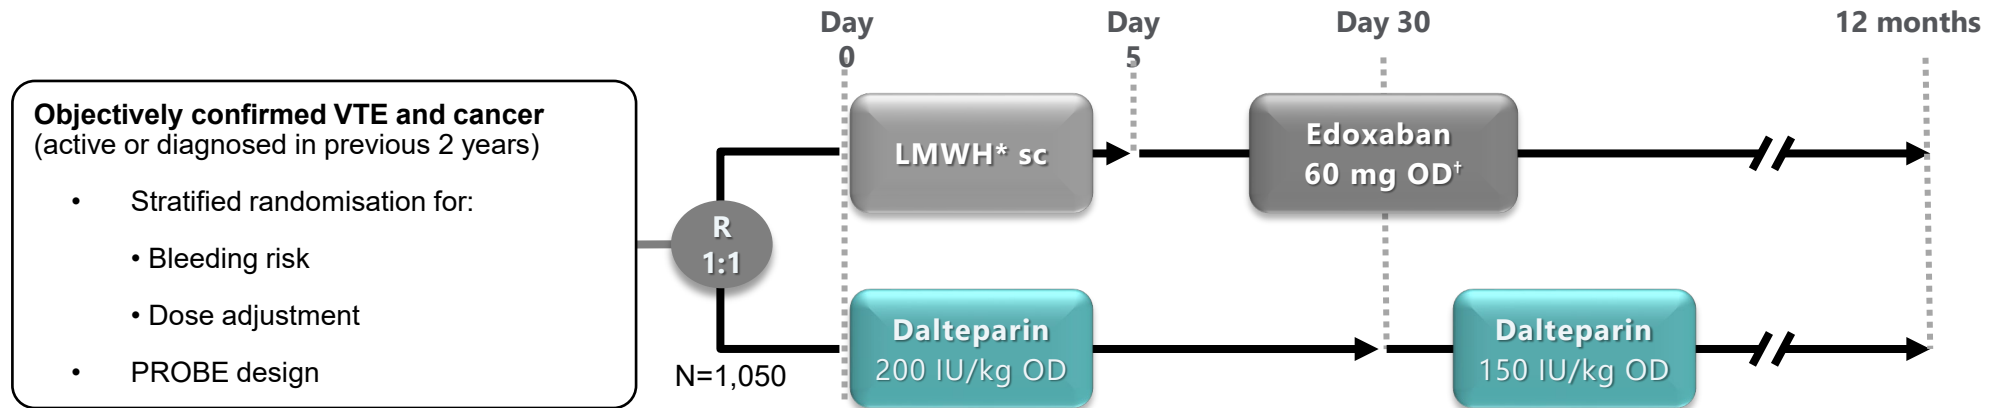 Day
0
Day
5
Day 30
12 months
Objectively confirmed VTE and cancer
(active or diagnosed in previous 2 years)
• Stratified randomisation for:
• Bleeding risk
• Dose adjustment
• PROBE design
R
1:1
N=1,050
LMWH* sc
Edoxaban
60 mg OD†
Dalteparin
200 IU/kg OD
Dalteparin
150 IU/kg OD